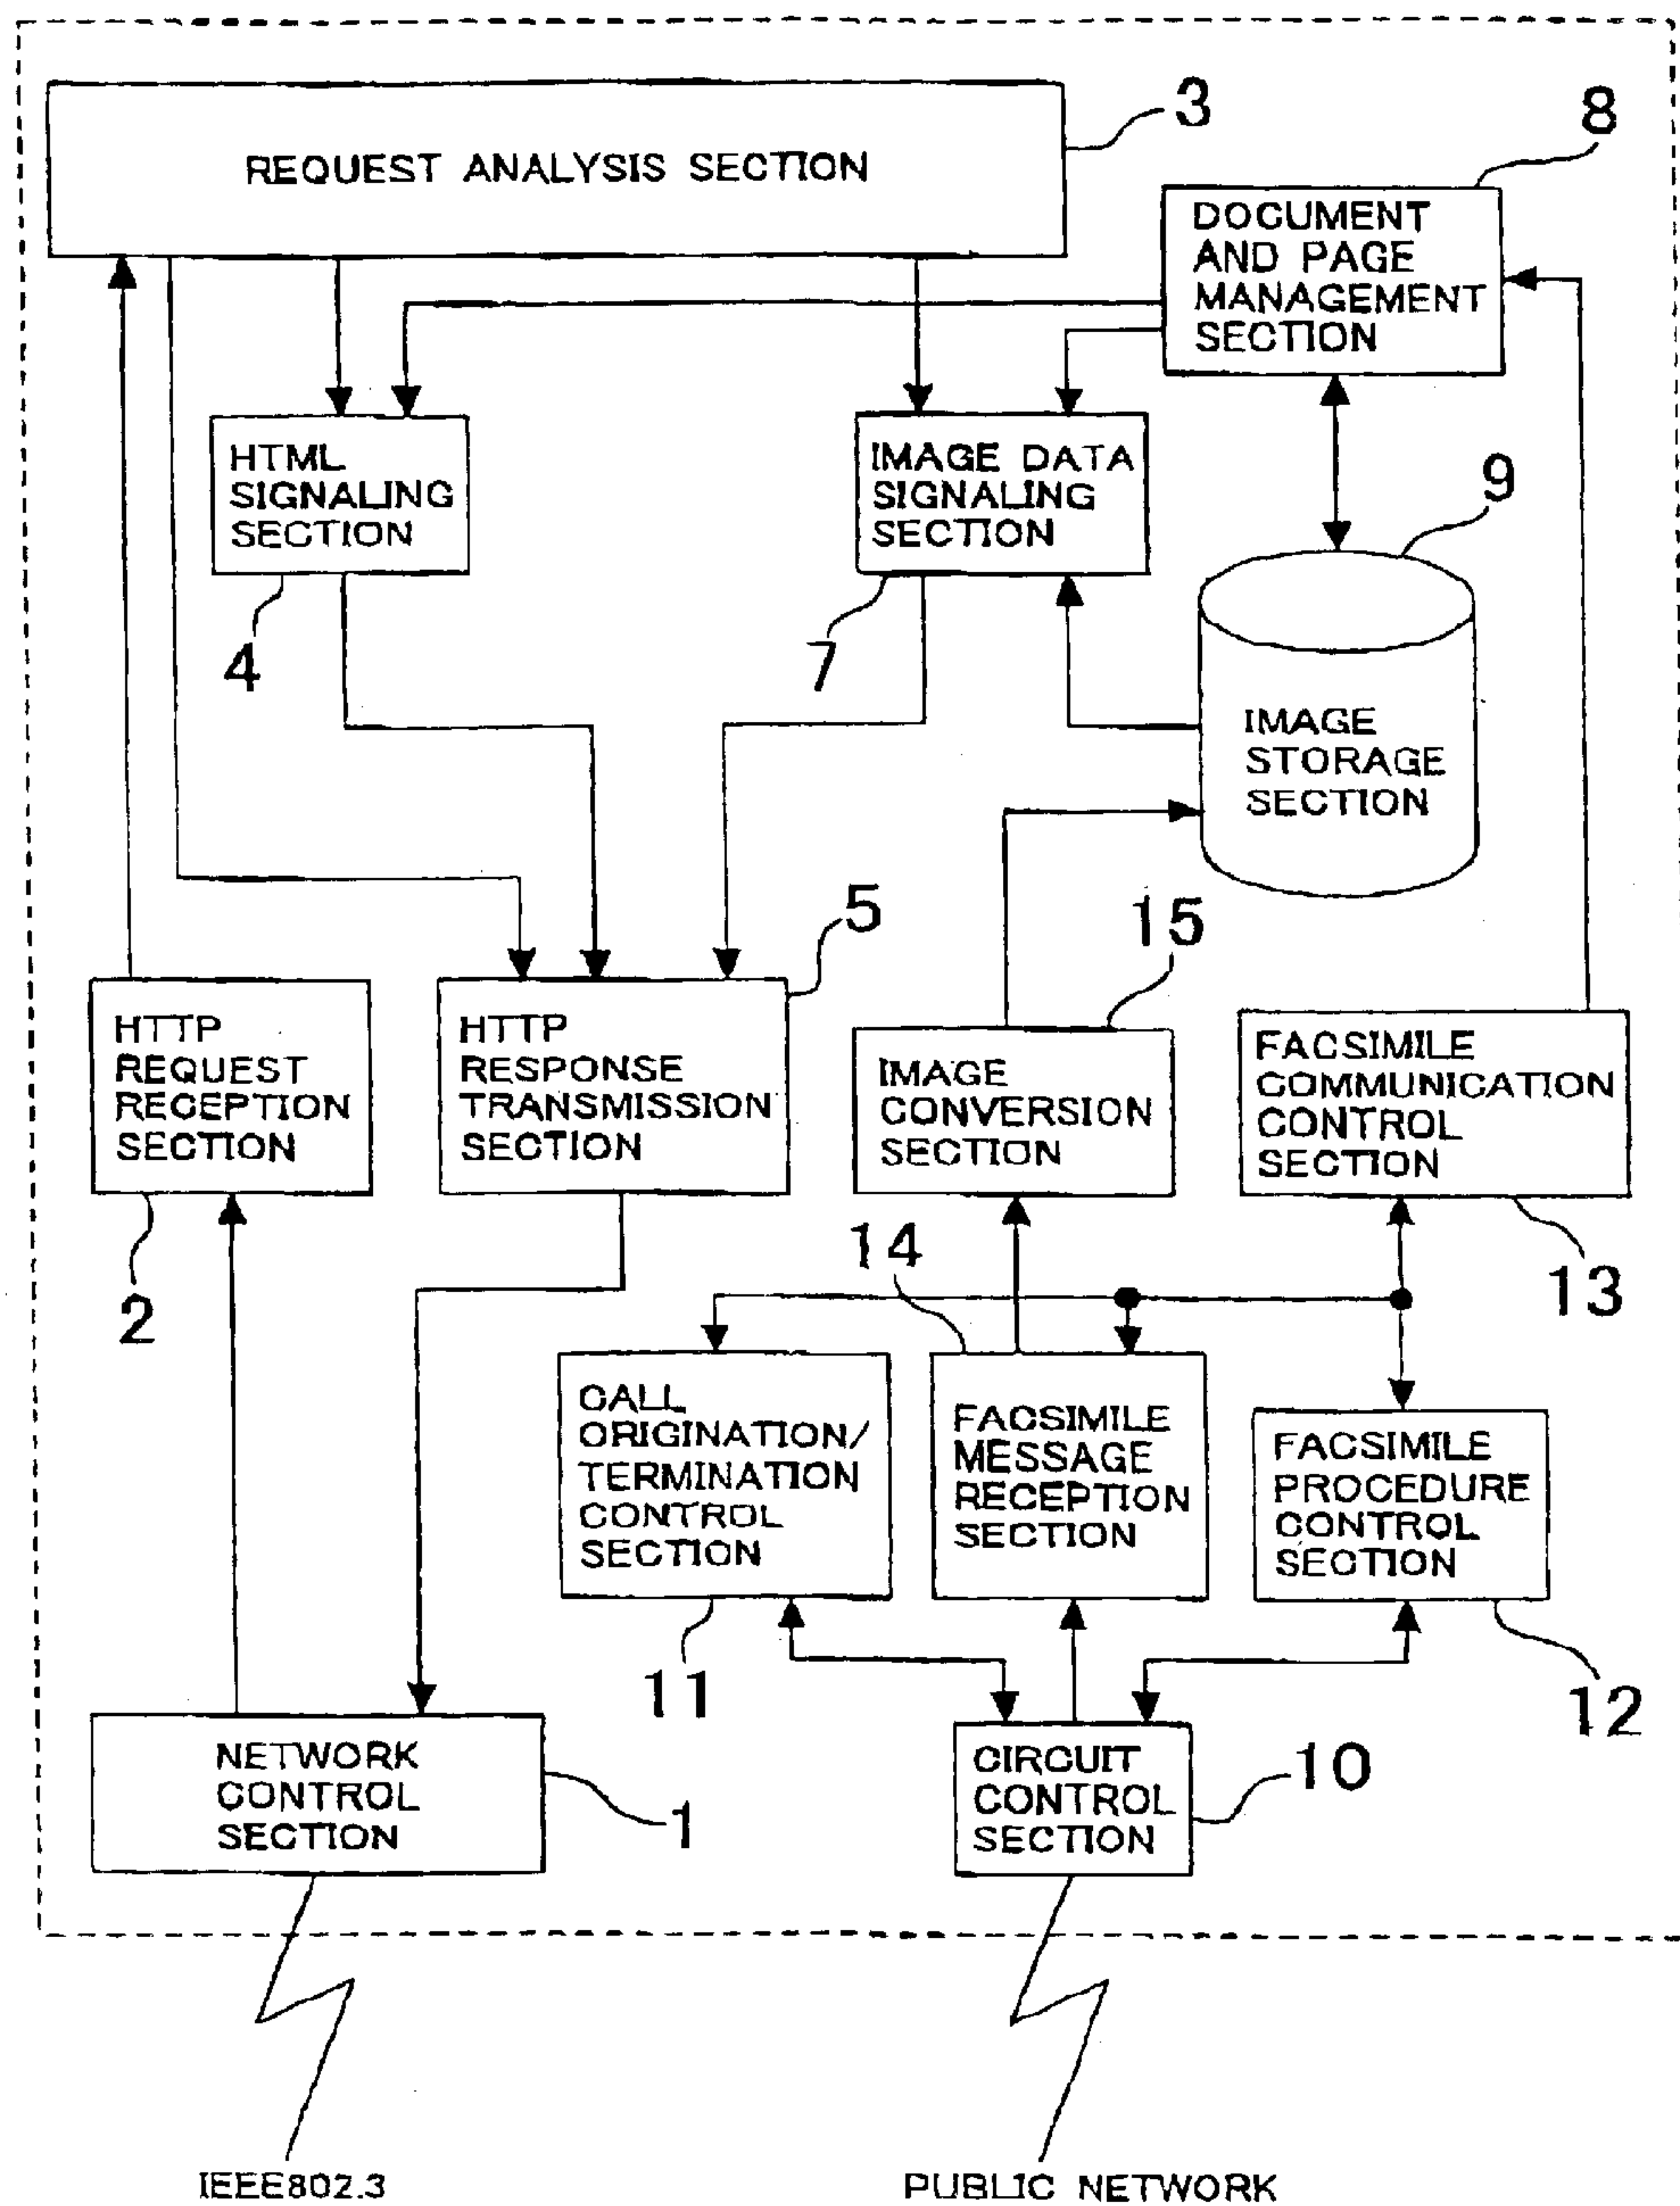 3
REQUEST ANALYSIS SECTION
8
DOCUMENT
AND PAGE
MANAGEMENT
SECTION
HTML
SIGNALING
SECTION
4
IMAGE DATA
SIGNALING
SECTION
7
9
IMAGE
STORAGE
SECTION
HTTP
REQUEST
RECEPTION
SECTION
2
5
HTTP
RESPONSE
TRANSMISSION
SECTION
15
IMAGE
CONVERSION
SECTION
FACSIMILE
COMMUNICATION
CONTROL
SECTION
13
14
CALL
ORIGINATION/
TERMINATION
CONTROL
SECTION
11
FACSIMILE
MESSAGE
RECEPTION
SECTION
FACSIMILE
PROCEDURE
CONTROL
SECTION
12
NETWORK
CONTROL
SECTION
1
CIRCUIT
CONTROL
SECTION
10
IEEE802.3
PUBLIC NETWORK